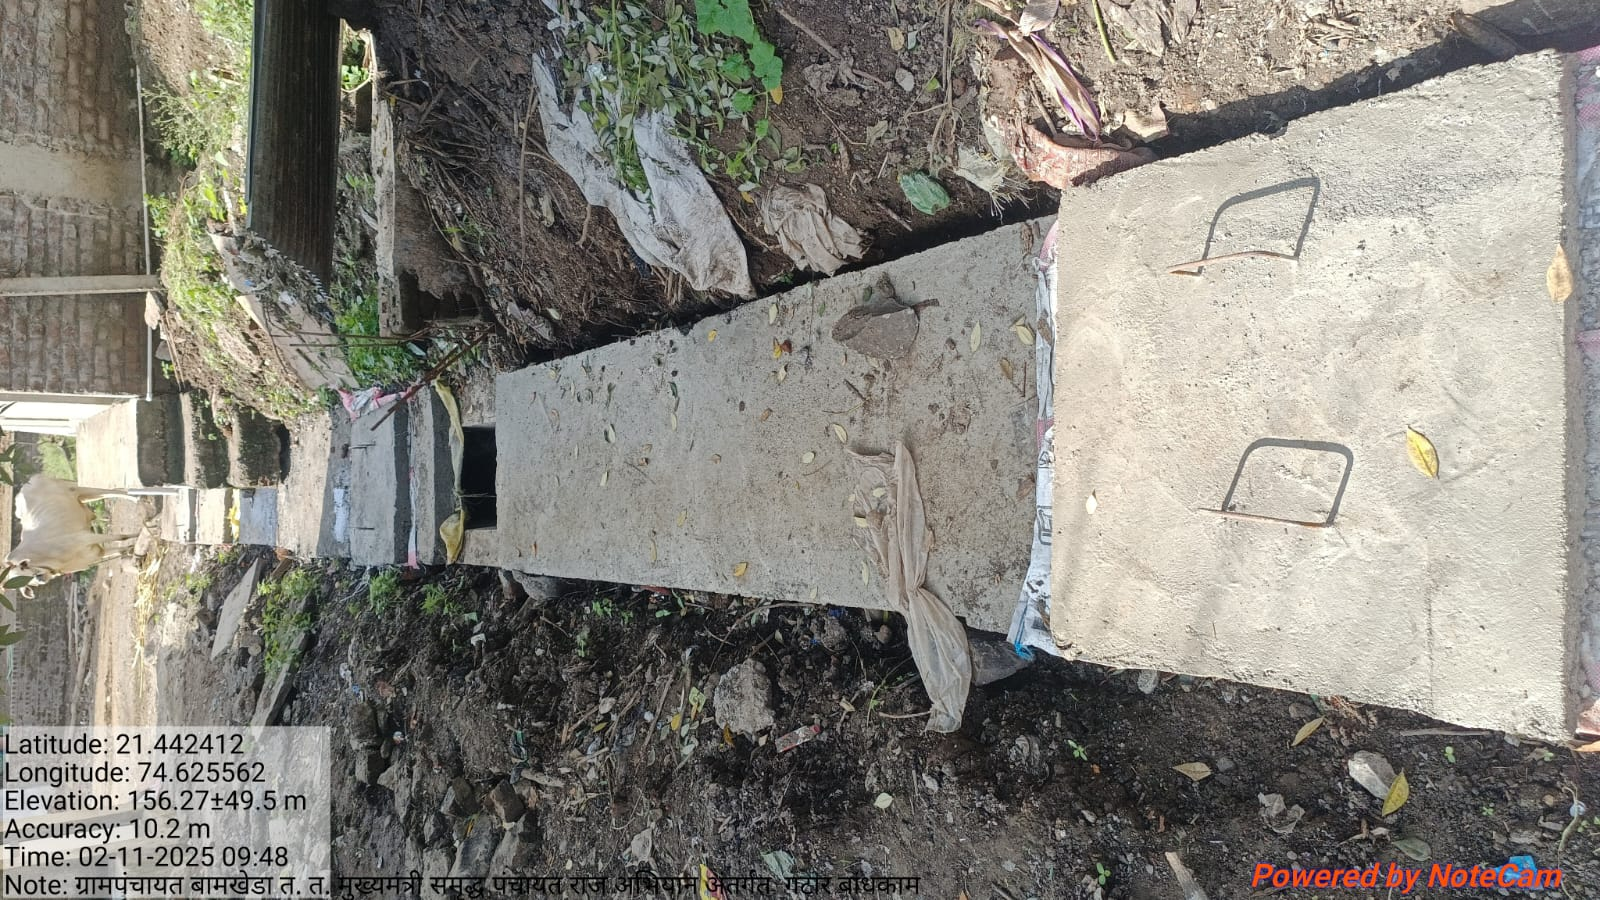 Latitude: 21.442412
Longitude: 74.625562
Elevation: 156.27±49.5 m
Accuracy: 10.2 m
Time: 02-11-2025 09:48
Note: ग्रामपंचायत बामखेडा त. त. मुख्यमंत्री समृद्ध पंचायत राज अभियान अंतर्गत गटार बांधकाम
Powered by NoteCam